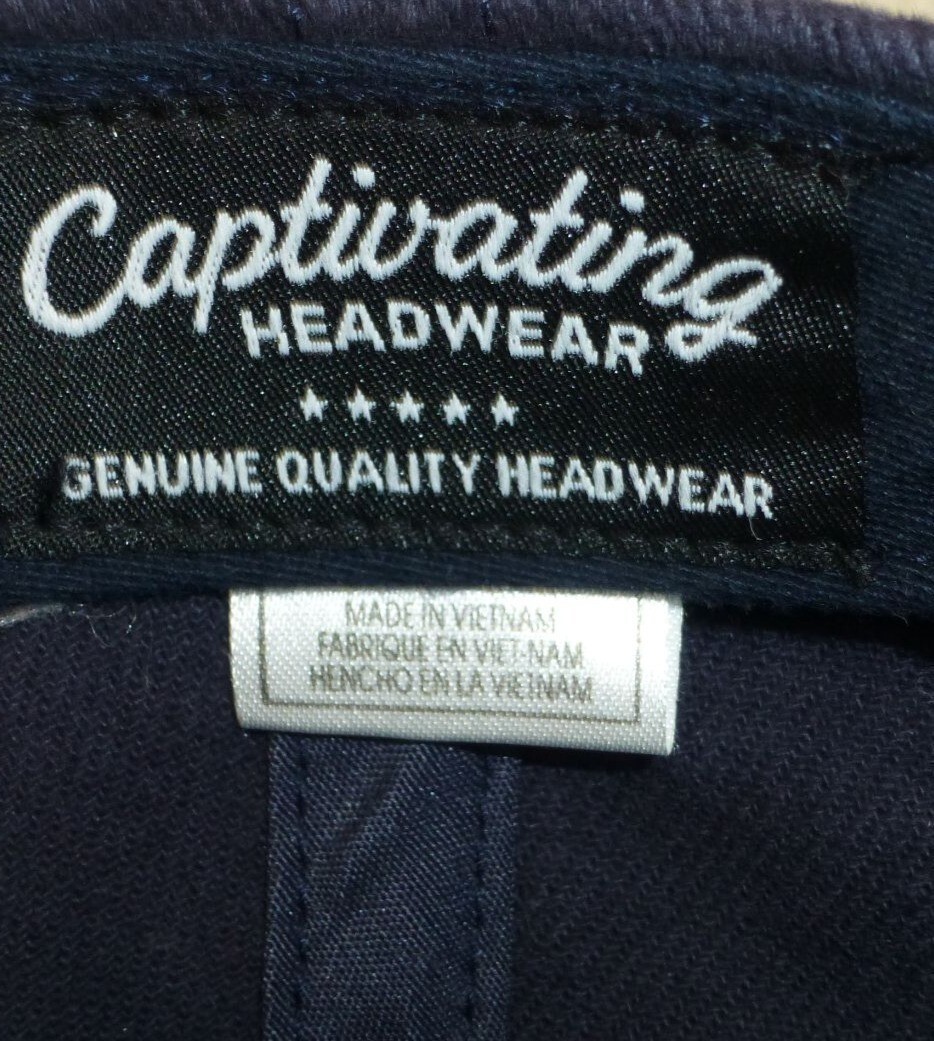 Captivating
HEADWEAR
★★★★★
GENUINE QUALITY HEADWEAR
MADE IN VIETNAM
FABRIQUE EN VIET-NAM
HENCHO EN LA VIETNAM